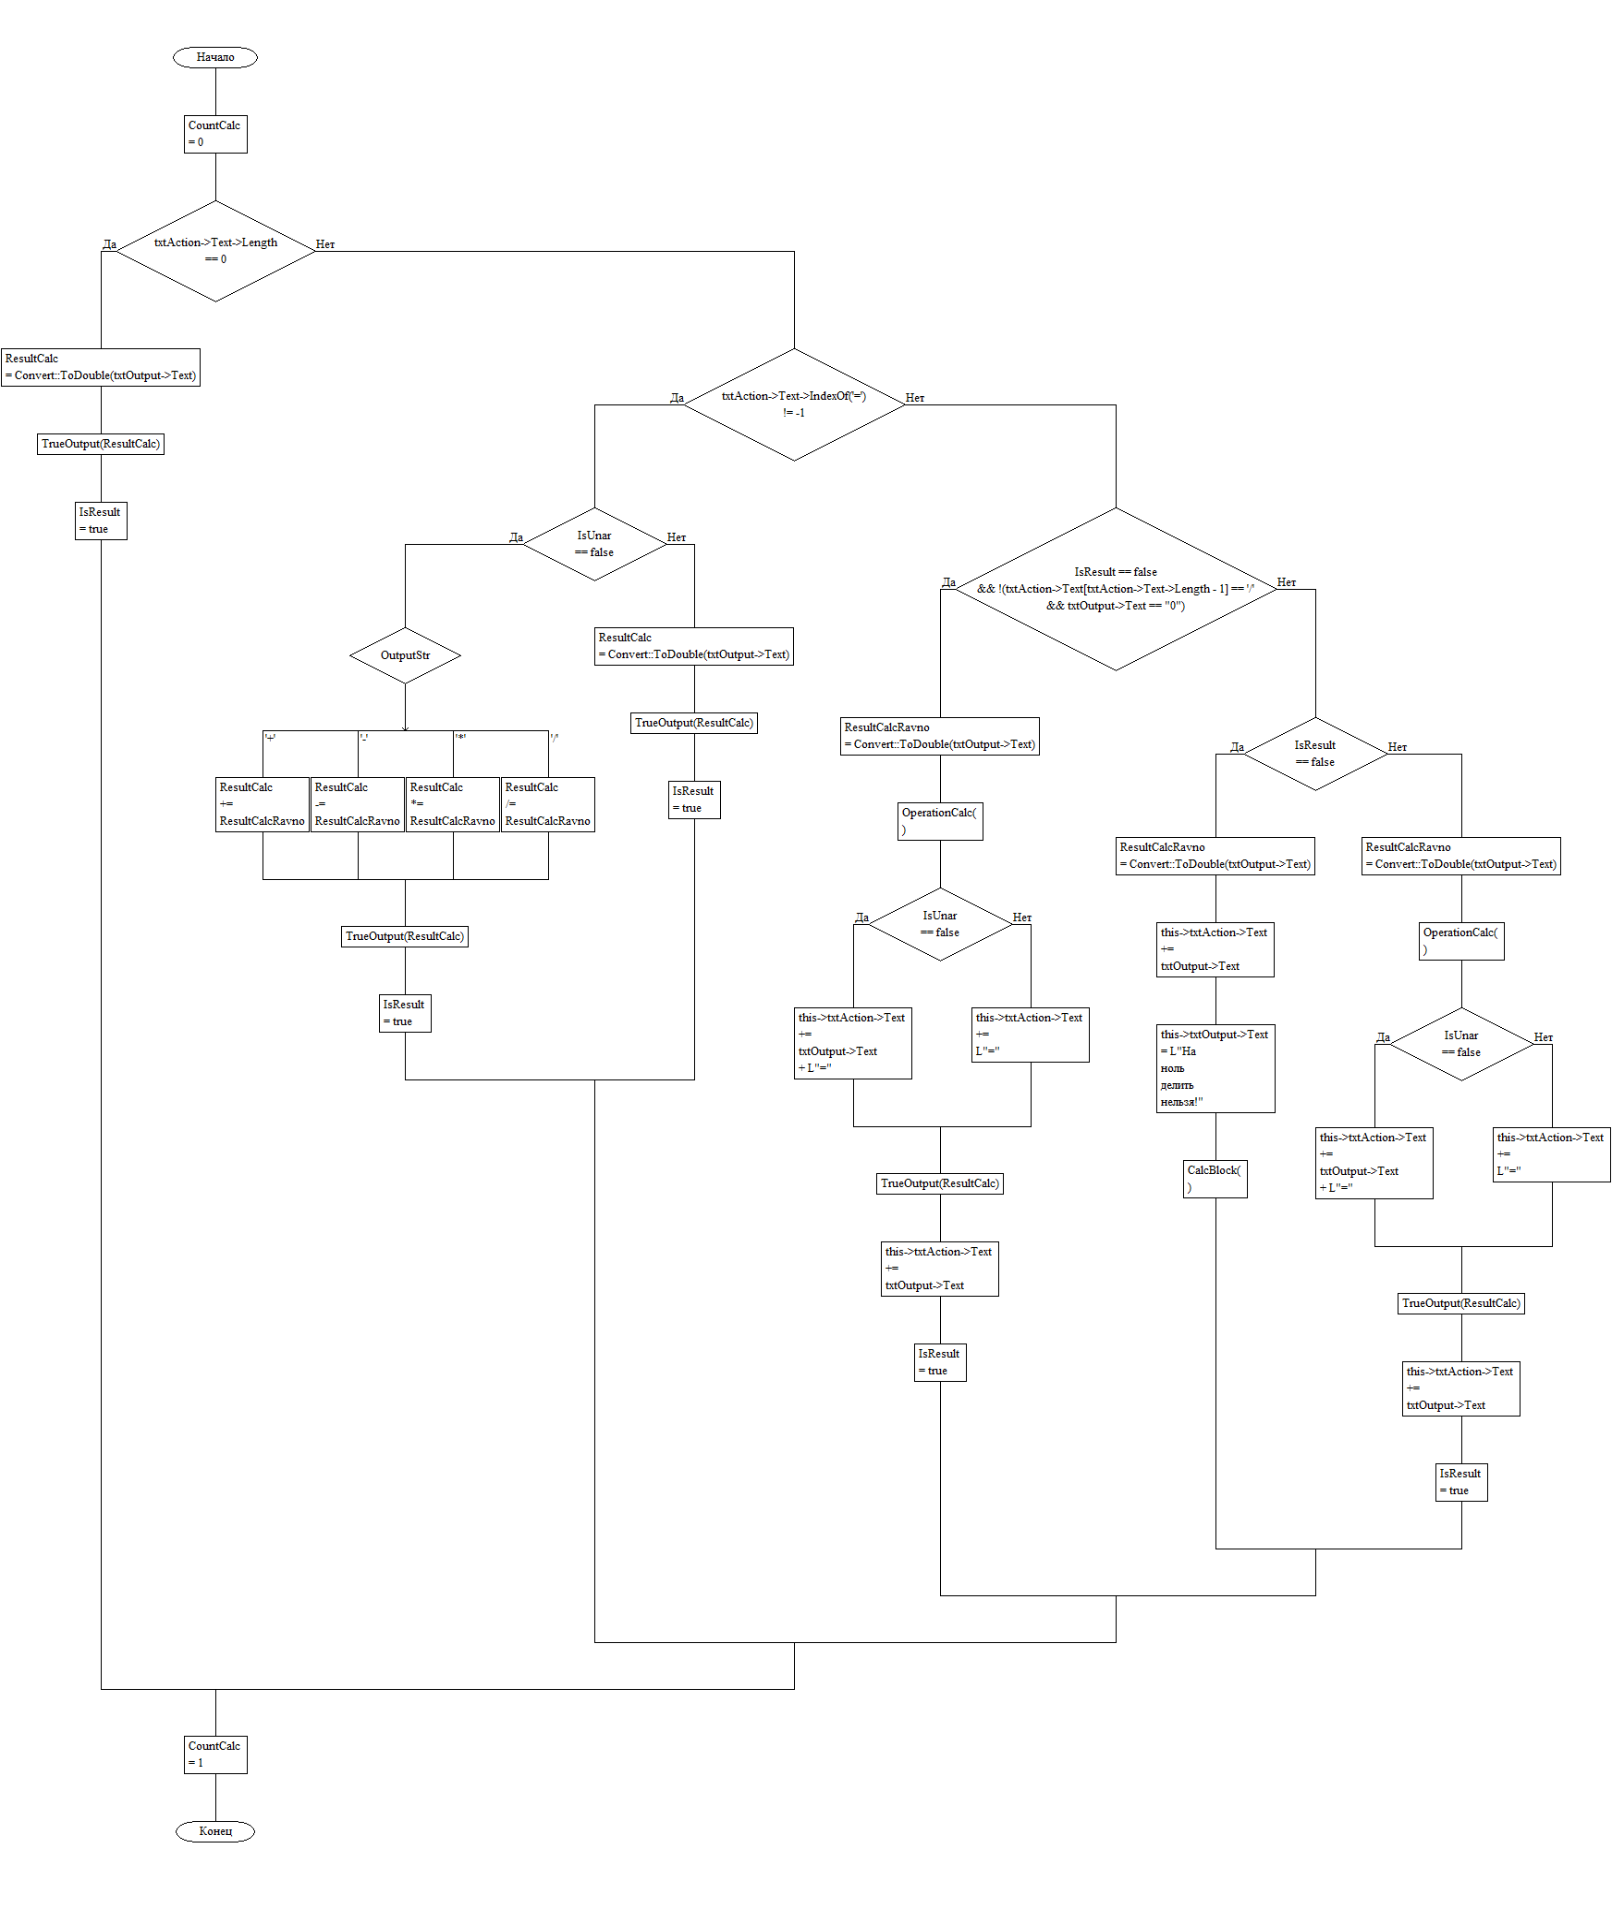 Начало
CountCalc
= 0
txtAction->Text->Length
== 0
Да
Нет
ResultCalc
= Convert::ToDouble(txtOutput->Text)
TrueOutput(ResultCalc)
IsResult
= true
txtAction->Text->IndexOf('=')
!= -1
Да
Нет
IsUnar
== false
Да
Нет
OutputStr
'+'
'-'
'*'
'/'
ResultCalc
+=
ResultCalcRavno
ResultCalc
-=
ResultCalcRavno
ResultCalc
*=
ResultCalcRavno
ResultCalc
/=
ResultCalcRavno
TrueOutput(ResultCalc)
IsResult
= true
ResultCalc
= Convert::ToDouble(txtOutput->Text)
TrueOutput(ResultCalc)
IsResult
= true
IsResult == false
&& !(txtAction->Text[txtAction->Text->Length - 1] == '/'
&& txtOutput->Text == "0")
Да
Нет
ResultCalcRavno
= Convert::ToDouble(txtOutput->Text)
OperationCalc(
)
IsUnar
== false
Да
Нет
this->txtAction->Text
+=
txtOutput->Text
+ L"="
this->txtAction->Text
+=
L"="
TrueOutput(ResultCalc)
this->txtAction->Text
+=
txtOutput->Text
IsResult
= true
IsResult
== false
Да
Нет
ResultCalcRavno
= Convert::ToDouble(txtOutput->Text)
this->txtAction->Text
+=
txtOutput->Text
this->txtOutput->Text
= L"На
ноль
делить
нельзя!"
CalcBlock(
)
ResultCalcRavno
= Convert::ToDouble(txtOutput->Text)
OperationCalc(
)
IsUnar
== false
Да
Нет
this->txtAction->Text
+=
txtOutput->Text
+ L"="
this->txtAction->Text
+=
L"="
TrueOutput(ResultCalc)
this->txtAction->Text
+=
txtOutput->Text
IsResult
= true
CountCalc
= 1
Конец